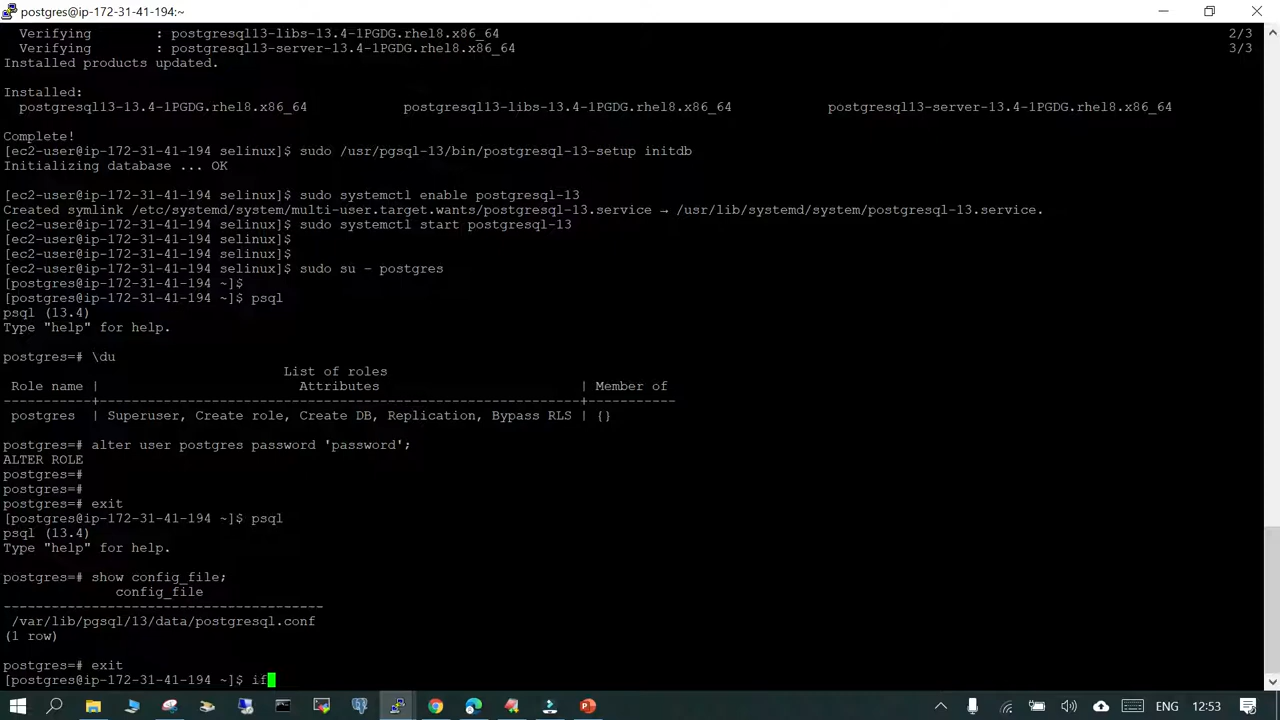 postgres@ip-172-31-41-194:~
Verifying : postgresql13-libs-13.4-1PGDG.rhel8.x86_64 2/3
Verifying : postgresql13-server-13.4-1PGDG.rhel8.x86_64 3/3
Installed products updated.
Installed:
postgresql13-13.4-1PGDG.rhel8.x86_64 postgresql13-libs-13.4-1PGDG.rhel8.x86_64 postgresql13-server-13.4-1PGDG.rhel8.x86_64
Complete!
[ec2-user@ip-172-31-41-194 selinux]$ sudo /usr/pgsql-13/bin/postgresql-13-setup initdb
Initializing database ... OK
[ec2-user@ip-172-31-41-194 selinux]$ sudo systemctl enable postgresql-13
Created symlink /etc/systemd/system/multi-user.target.wants/postgresql-13.service → /usr/lib/systemd/system/postgresql-13.service.
[ec2-user@ip-172-31-41-194 selinux]$ sudo systemctl start postgresql-13
[ec2-user@ip-172-31-41-194 selinux]$
[ec2-user@ip-172-31-41-194 selinux]$
[ec2-user@ip-172-31-41-194 selinux]$ sudo su - postgres
[postgres@ip-172-31-41-194 ~]$
[postgres@ip-172-31-41-194 ~]$ psql
psql (13.4)
Type "help" for help.
postgres=# \du
List of roles
Role name | Attributes | Member of
-----------+------------------------------------------------------------+-----------
postgres | Superuser, Create role, Create DB, Replication, Bypass RLS | {}
postgres=# alter user postgres password 'password';
ALTER ROLE
postgres=#
postgres=#
postgres=# exit
[postgres@ip-172-31-41-194 ~]$ psql
psql (13.4)
Type "help" for help.
postgres=# show config_file;
config_file
----------------------------------------
/var/lib/pgsql/13/data/postgresql.conf
(1 row)
postgres=# exit
[postgres@ip-172-31-41-194 ~]$ if
ENG 12:53